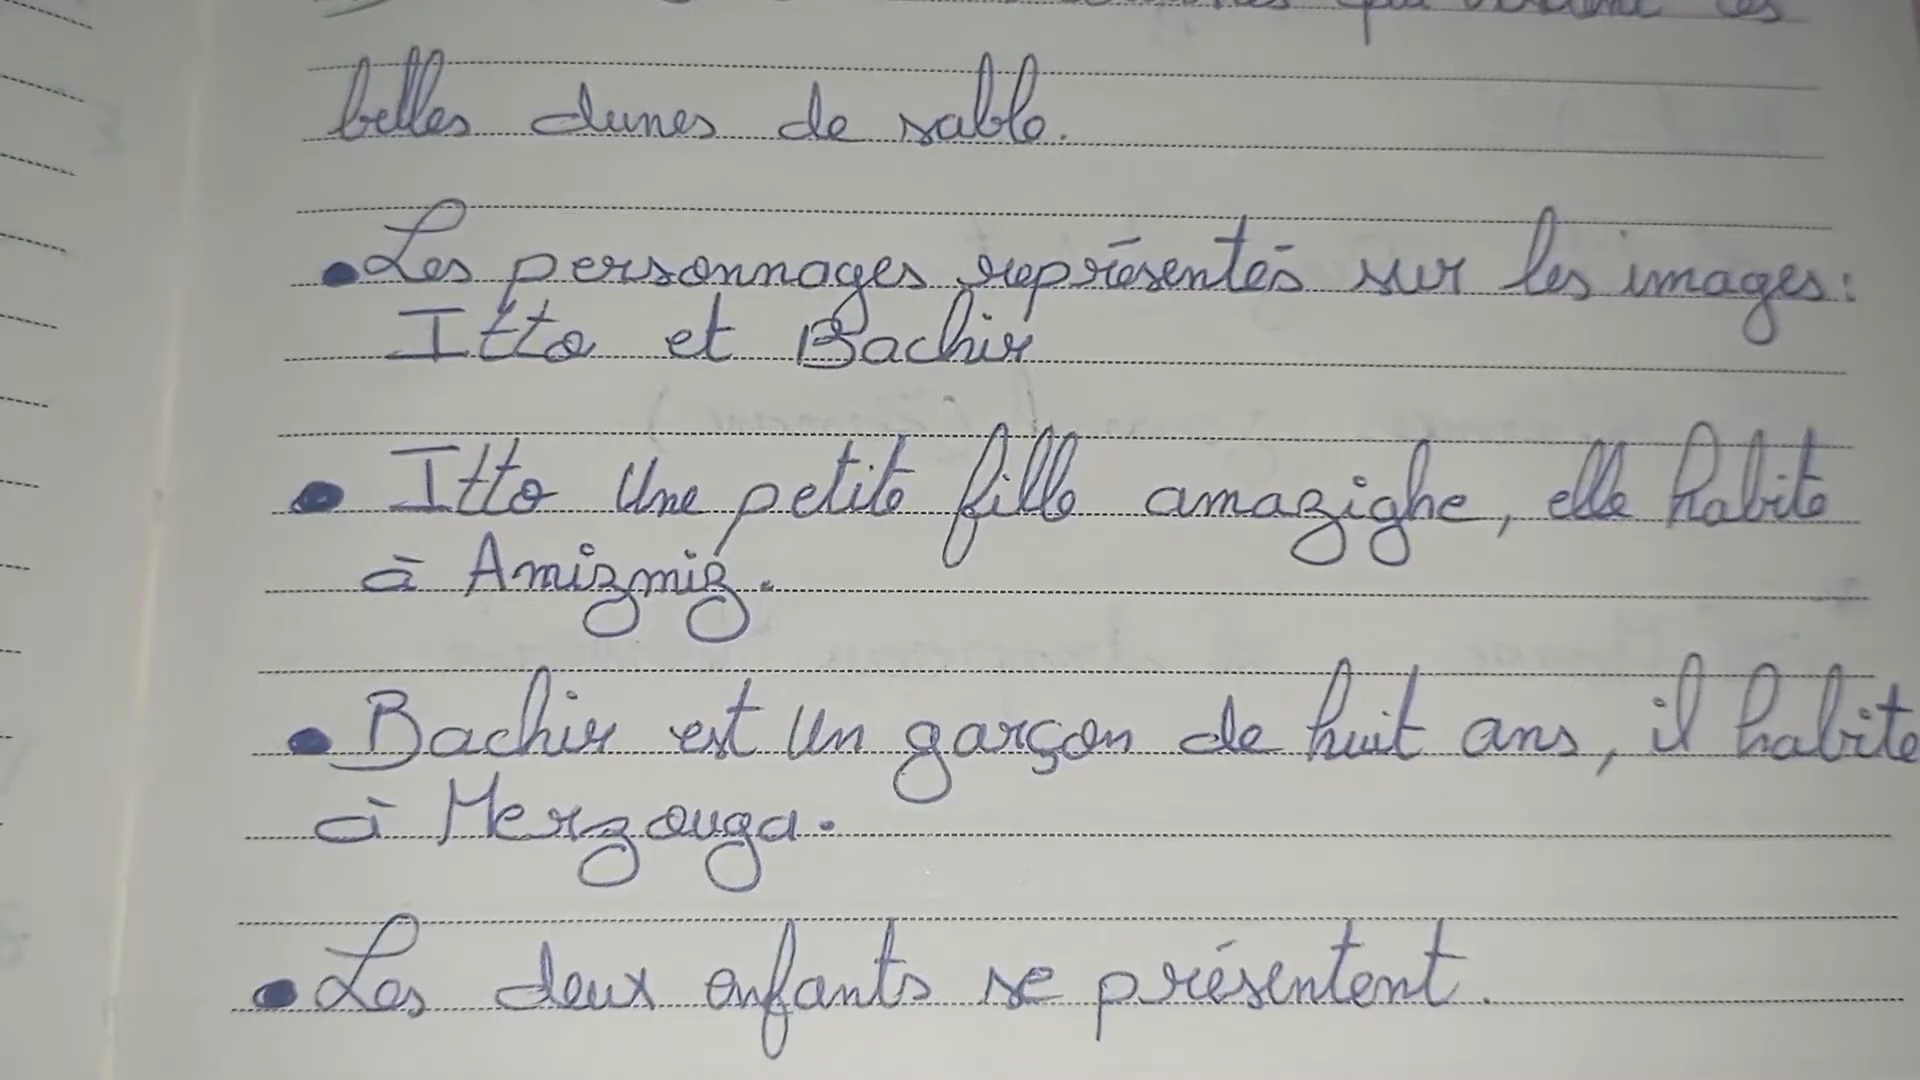 qui
belles dunes de sable.
• Les personnages représentés sur les images:
Itto et Bachir
• Itto Une petite fille amazighe, elle habite
à Amizmiz.
• Bachir est Un garçon de huit ans, il habite
à Merzouga.
• Les deux enfants se présentent.